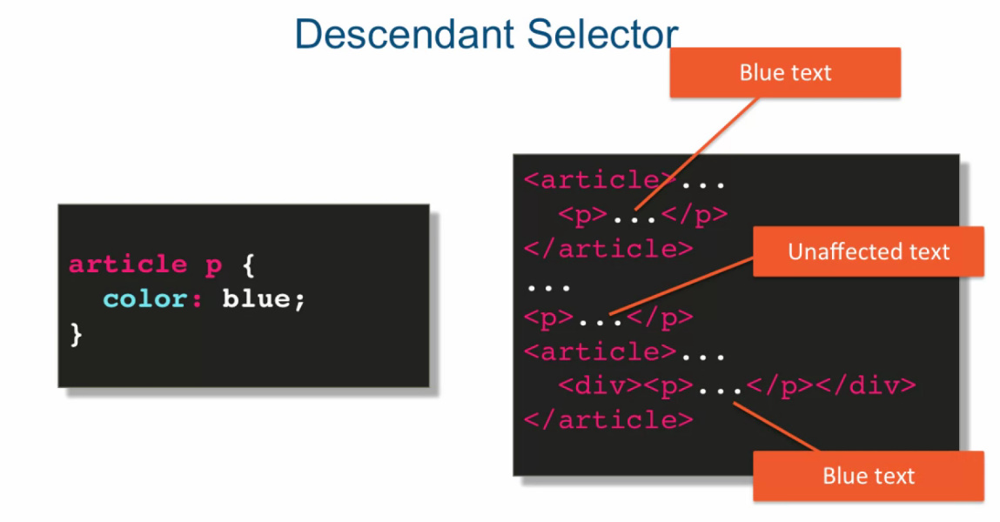 Descendant Selector
Blue text
article p {
  color: blue;
}
<article>...
  <p>...</p>
</article>
Unaffected text
...
<p>...</p>
<article>...
  <div><p>...</p></div>
</article>
Blue text